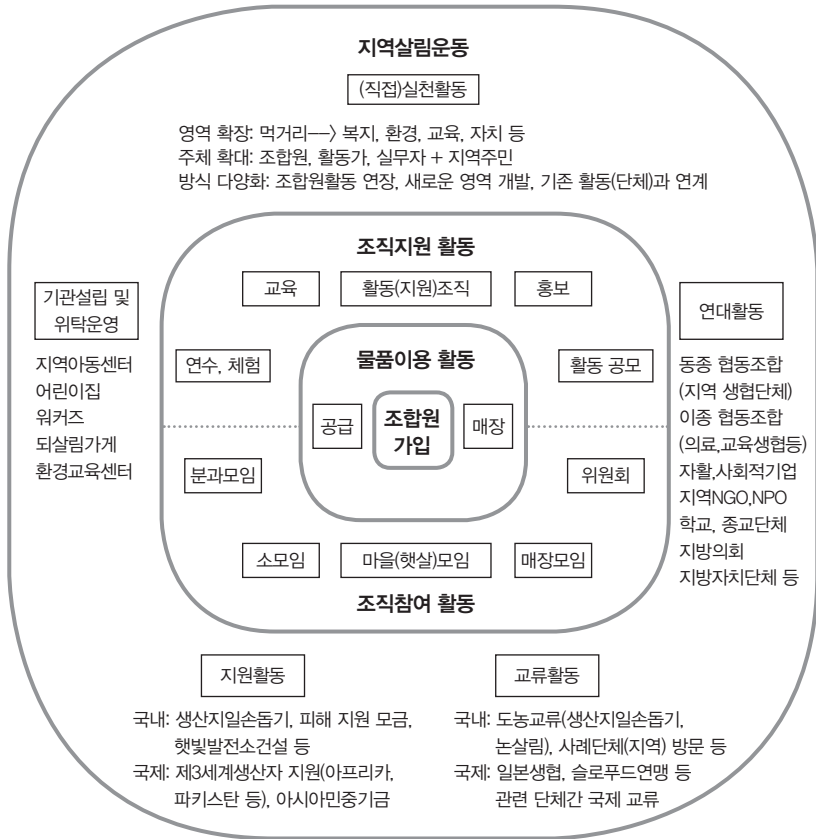 지역살림운동
(직접)실천활동
영역 확장: 먹거리──〉 복지, 환경, 교육, 자치 등
주체 확대: 조합원, 활동가, 실무자 + 지역주민
방식 다양화: 조합원활동 연장, 새로운 영역 개발, 기존 활동(단체)과 연계
기관설립 및
위탁운영
지역아동센터
어린이집
워커즈
되살림가게
환경교육센터
조직지원 활동
교육
활동(지원)조직
홍보
연수, 체험
활동 공모
물품이용 활동
공급
조합원
가입
매장
분과모임
위원회
소모임
마을(햇살)모임
매장모임
조직참여 활동
연대활동
동종 협동조합
(지역 생협단체)
이종 협동조합
(의료,교육생협등)
자활,사회적기업
지역NGO,NPO
학교, 종교단체
지방의회
지방자치단체 등
지원활동
국내: 생산지일손돕기, 피해 지원 모금,
햇빛발전소건설 등
국제: 제3세계생산자 지원(아프리카,
파키스탄 등), 아시아민중기금
교류활동
국내: 도농교류(생산지일손돕기,
논살림), 사례단체(지역) 방문 등
국제: 일본생협, 슬로푸드연맹 등
관련 단체간 국제 교류